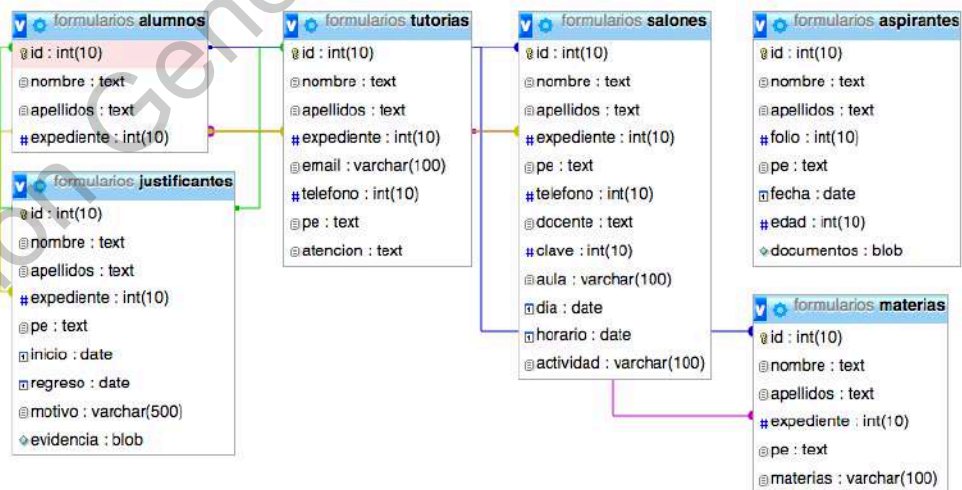 formularios alumnos
id : int(10)
nombre : text
apellidos : text
expediente : int(10)
formularios tutorias
id : int(10)
nombre : text
apellidos : text
expediente : int(10)
email : varchar(100)
telefono : int(10)
pe : text
atencion : text
formularios salones
id : int(10)
nombre : text
apellidos : text
expediente : int(10)
pe : text
telefono : int(10)
docente : text
clave : int(10)
aula : varchar(100)
dia : date
horario : date
actividad : varchar(100)
formularios aspirantes
id : int(10)
nombre : text
apellidos : text
folio : int(10)
pe : text
fecha : date
edad : int(10)
documentos : blob
formularios justificantes
id : int(10)
nombre : text
apellidos : text
expediente : int(10)
pe : text
inicio : date
regreso : date
motivo : varchar(500)
evidencia : blob
formularios materias
id : int(10)
nombre : text
apellidos : text
expediente : int(10)
pe : text
materias : varchar(100)